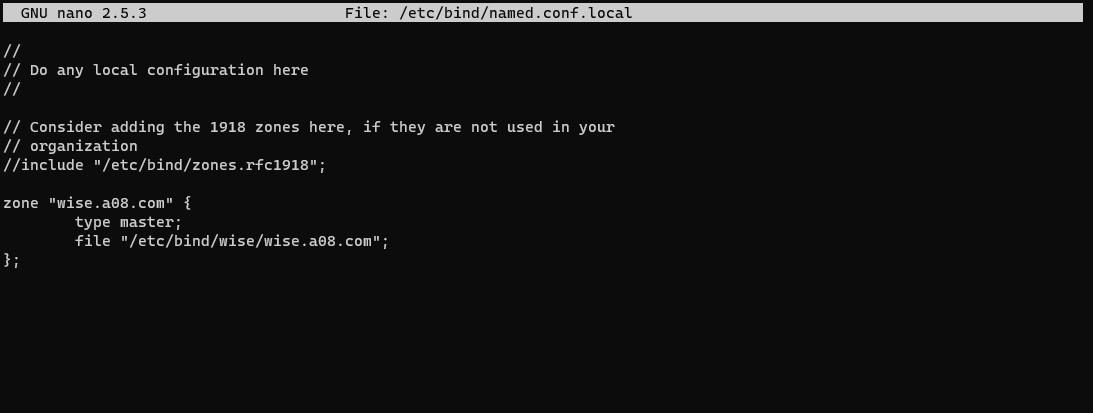 GNU nano 2.5.3 File: /etc/bind/named.conf.local
//
// Do any local configuration here
//
// Consider adding the 1918 zones here, if they are not used in your
// organization
//include "/etc/bind/zones.rfc1918";
zone "wise.a08.com" {
type master;
file "/etc/bind/wise/wise.a08.com";
};